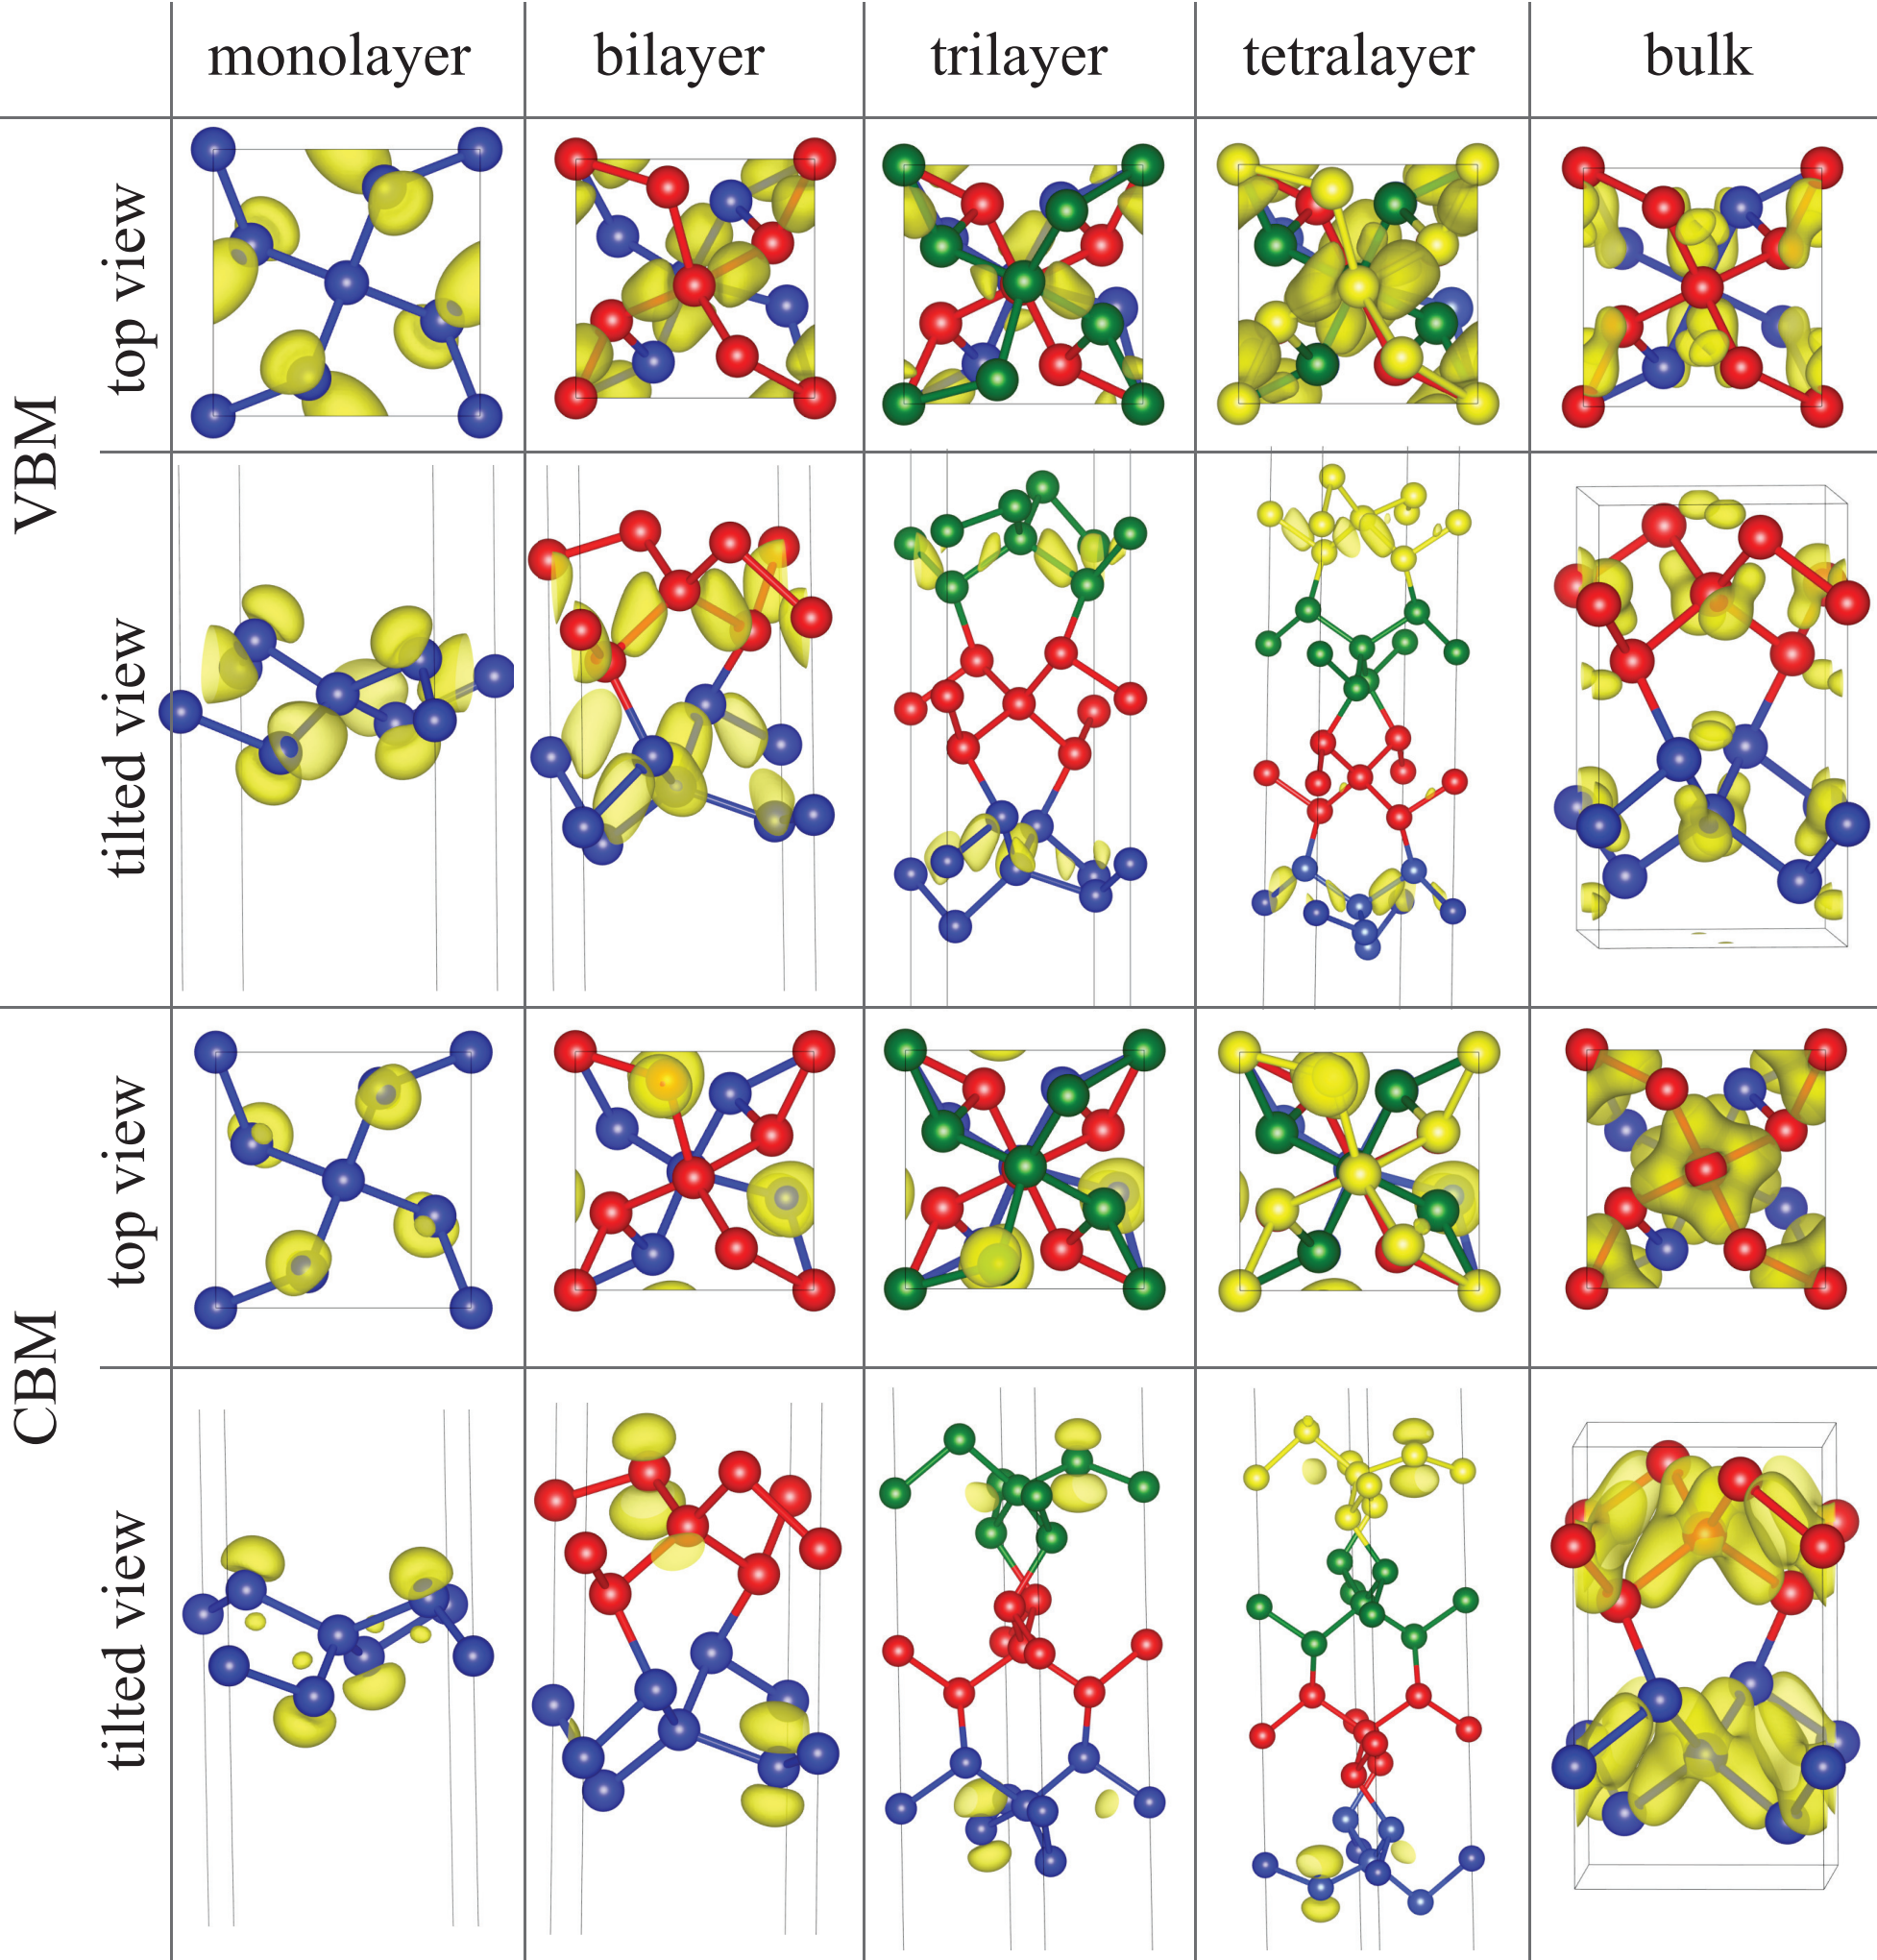 monolayer
bilayer
trilayer
tetralayer
bulk
VBM
top view
tilted view
CBM
top view
tilted view